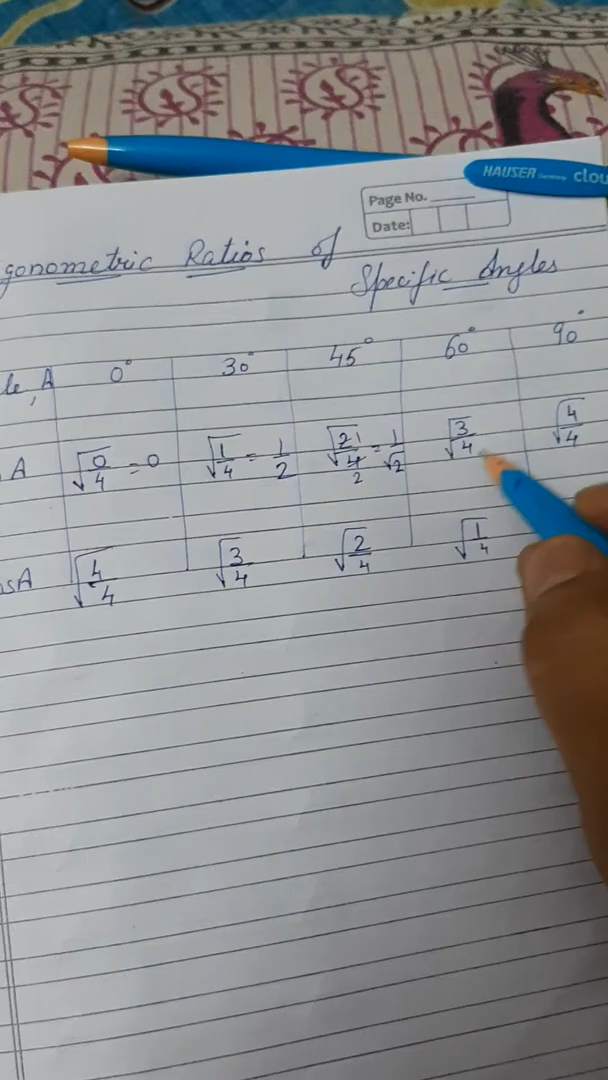 HAUSER Germany clou
Page No.
Date:
gonometric Ratios of Specific Angles
le, A 0° 30° 45° 60° 90°
A √0/4 = 0 √1/4 = 1/2 √2/4 = 1/√2 √3/4 √4/4
sA √4/4 √3/4 √2/4 √1/4